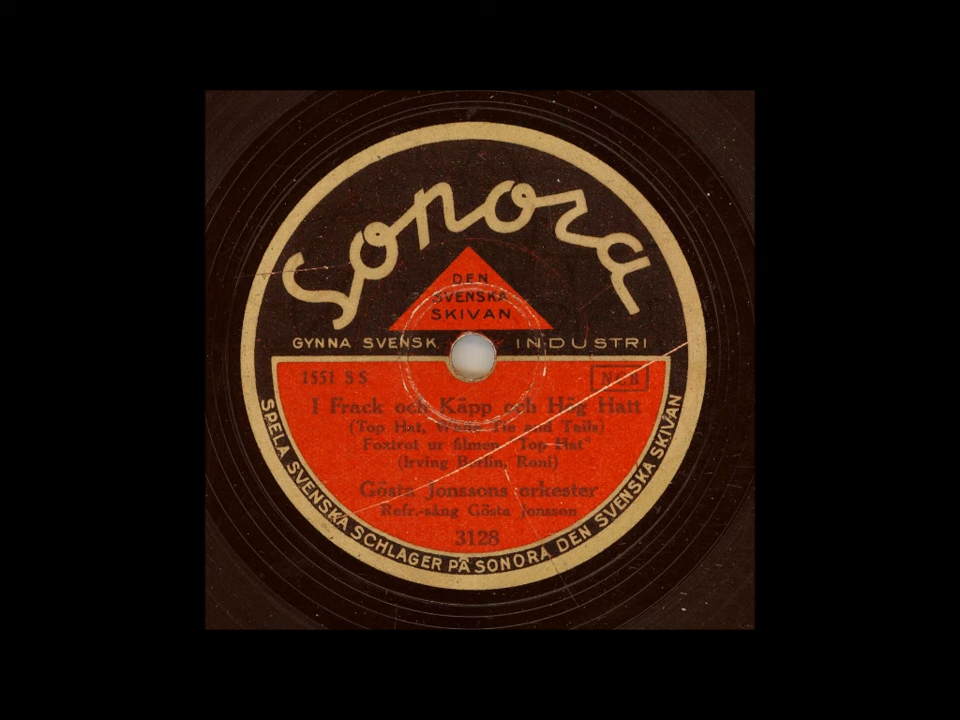 Sonora
DEN
SVENSKA
SKIVAN
GYNNA SVENSK INDUSTRI
1551 SS NCB
I Frack och Käpp och Hög Hatt
(Top Hat, White Tie and Tails)
Foxtrot ur filmen „Top Hat"
(Irving Berlin, Roni)
Gösta Jonssons orkester
Refr.-sång Gösta Jonsson
3128
SPELA SVENSKA SCHLAGER PÅ SONORA DEN SVENSKA SKIVAN